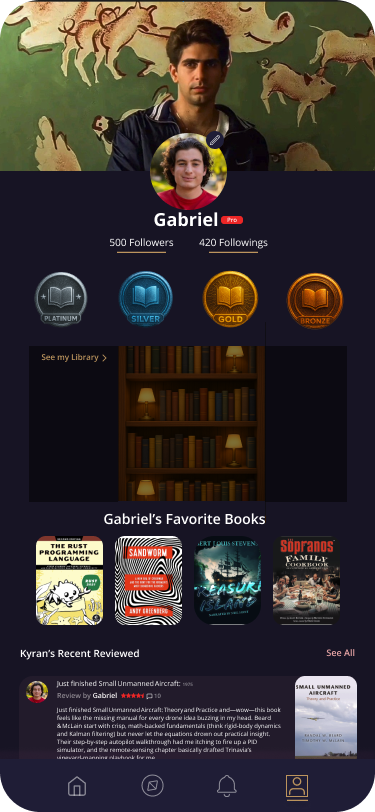 Gabriel Pro
500 Followers 420 Followings
PLATINUM SILVER GOLD BRONZE
See my Library >
Gabriel's Favorite Books
THE RUST
PROGRAMMING
LANGUAGE
SANDWORM
ANDY GREENBERG
BERT LOUIS STEVENS
TREASURE
ISLAND
The Sopranos
FAMILY
COOKBOOK
Kyran's Recent Reviewed See All
Just finished Small Unmanned Aircraft:
Review by Gabriel 10
Just finished Small Unmanned Aircraft: Theory and Practice and—wow—this book
feels like the missing manual for every drone idea buzzing in my head. Beard
& McLain start with crisp, math-backed fundamentals (think rigid-body dynamics
and Kalman filtering) but never let the equations drown out practical insight.
Their step-by-step autopilot walkthrough had me itching to fire up a PID
simulator, and the remote-sensing chapter basically drafted Trinavia's
vineyard-mapping playbook for me.
SMALL UNMANNED
AIRCRAFT
Theory and Practice
RANDAL W. BEARD
TIMOTHY W. MCLAIN